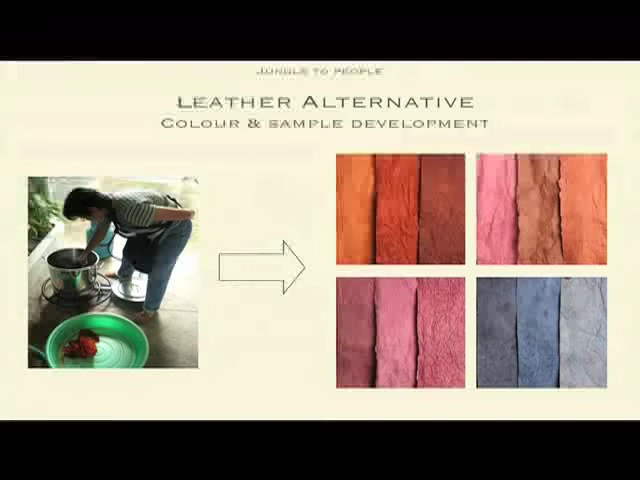 JUNGLE TO PEOPLE
LEATHER ALTERNATIVE
COLOUR & SAMPLE DEVELOPMENT